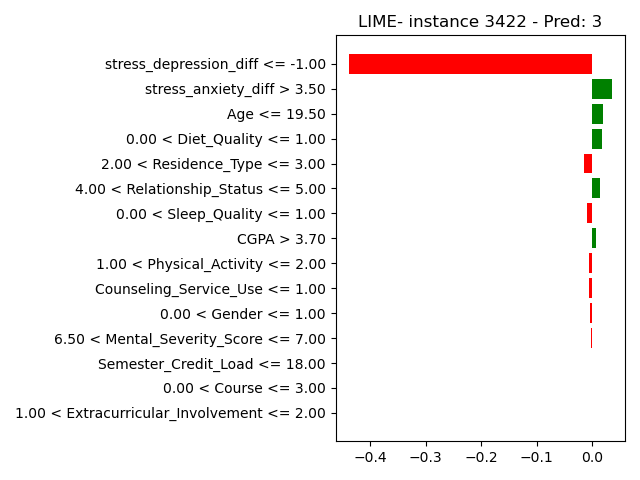 LIME- instance 3422 - Pred: 3
stress_depression_diff <= -1.00
stress_anxiety_diff > 3.50
Age <= 19.50
0.00 < Diet_Quality <= 1.00
2.00 < Residence_Type <= 3.00
4.00 < Relationship_Status <= 5.00
0.00 < Sleep_Quality <= 1.00
CGPA > 3.70
1.00 < Physical_Activity <= 2.00
Counseling_Service_Use <= 1.00
0.00 < Gender <= 1.00
6.50 < Mental_Severity_Score <= 7.00
Semester_Credit_Load <= 18.00
0.00 < Course <= 3.00
1.00 < Extracurricular_Involvement <= 2.00
−0.4 −0.3 −0.2 −0.1 0.0